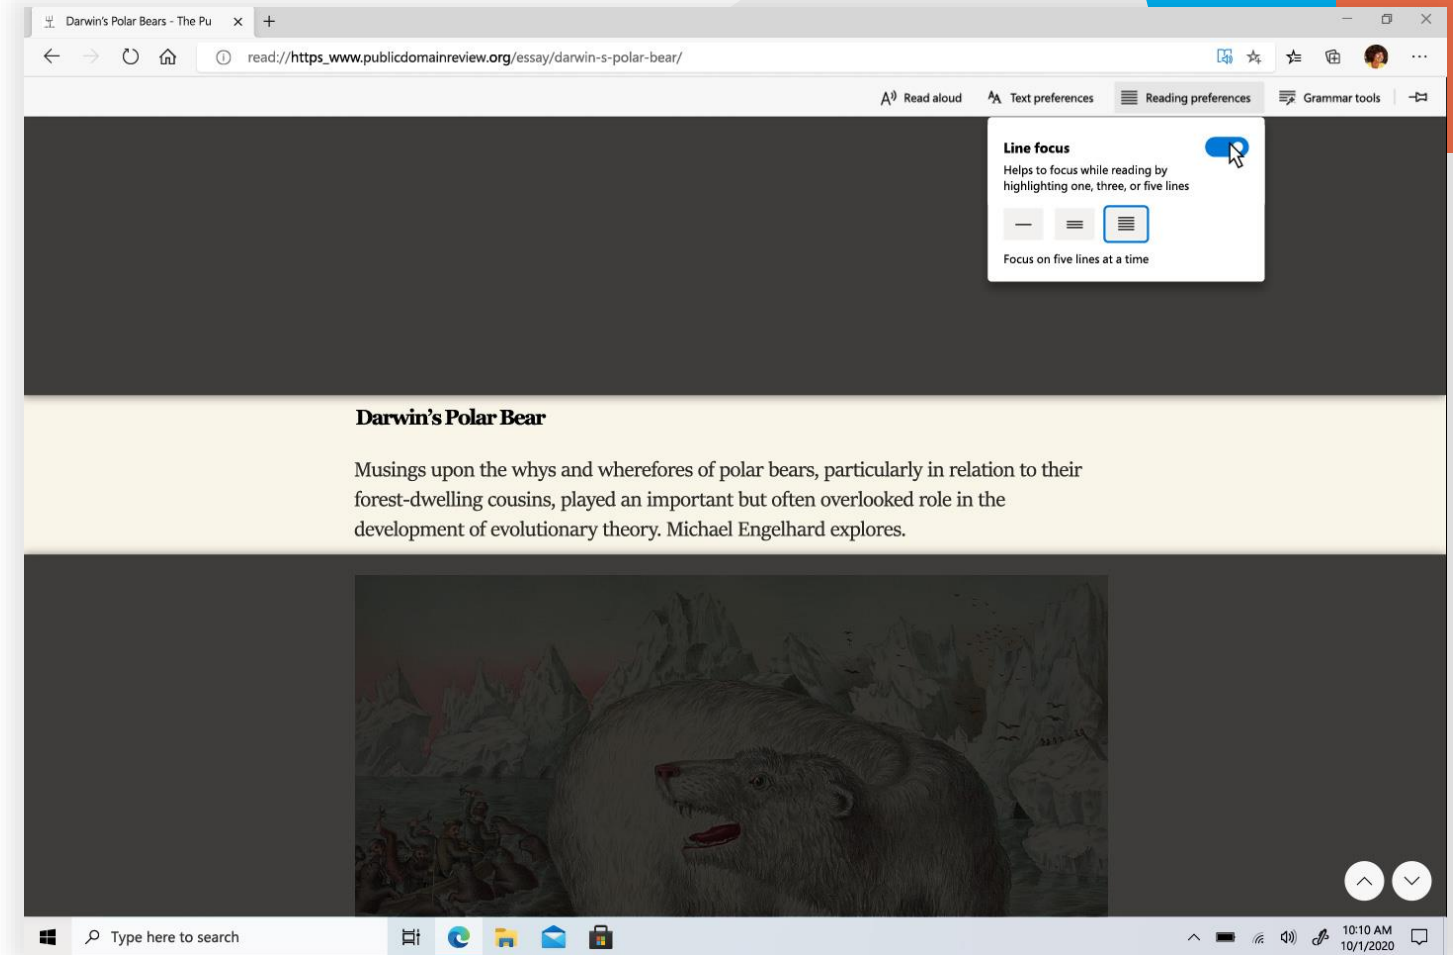 Darwin's Polar Bears - The Pu
read://https_www.publicdomainreview.org/essay/darwin-s-polar-bear/
Read aloud
Text preferences
Reading preferences
Grammar tools
Line focus
Helps to focus while reading by
highlighting one, three, or five lines
Focus on five lines at a time
Darwin's Polar Bear
Musings upon the whys and wherefores of polar bears, particularly in relation to their
forest-dwelling cousins, played an important but often overlooked role in the
development of evolutionary theory. Michael Engelhard explores.
Type here to search
10:10 AM
10/1/2020